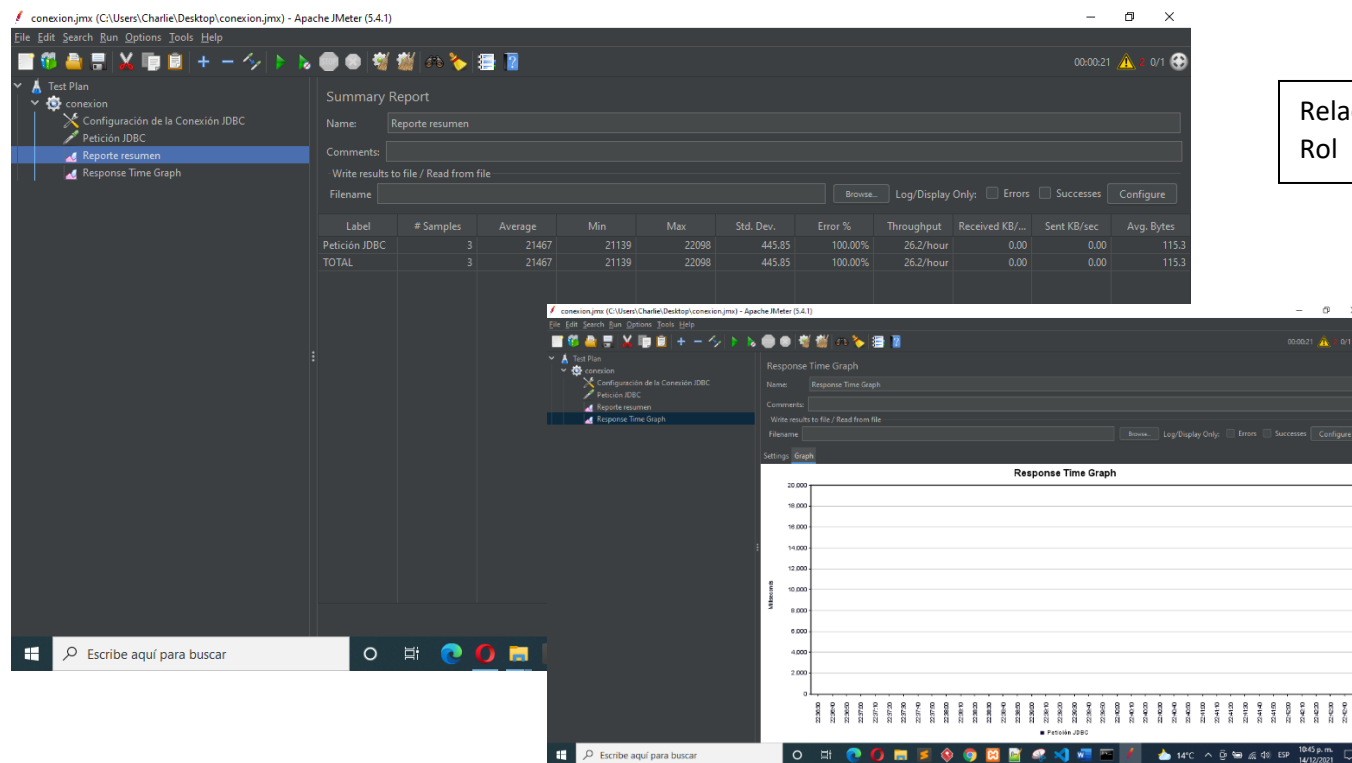 conexion.jmx (C:\Users\Charlie\Desktop\conexion.jmx) - Apache JMeter (5.4.1)
File Edit Search Run Options Tools Help
00:00:21 2 0/1
Test Plan
conexion
Configuración de la Conexión JDBC
Petición JDBC
Reporte resumen
Response Time Graph
Summary Report
Name: Reporte resumen
Comments:
Write results to file / Read from file
Filename Browse... Log/Display Only: Errors Successes Configure
Label # Samples Average Min Max Std. Dev. Error % Throughput Received KB/... Sent KB/sec Avg. Bytes
Petición JDBC 3 21467 21139 22098 445.85 100.00% 26.2/hour 0.00 0.00 115.3
TOTAL 3 21467 21139 22098 445.85 100.00% 26.2/hour 0.00 0.00 115.3
Escribe aquí para buscar
Rol
conexion.jmx (C:\Users\Charlie\Desktop\conexion.jmx) - Apache JMeter (5.4.1)
File Edit Search Run Options Tools Help
00:00:21 0/1
Test Plan
conexion
Configuración de la Conexión JDBC
Petición JDBC
Reporte resumen
Response Time Graph
Response Time Graph
Name: Response Time Graph
Comments:
Write results to file / Read from file
Filename Browse... Log/Display Only: Errors Successes Configure
Settings Graph
Response Time Graph
20.000
18.000
16.000
14.000
12.000
10.000
8.000
6.000
4.000
2.000
0
Milliseconds
Petición JDBC
Escribe aquí para buscar
14°C ESP 10:45 p. m.
14/12/2021